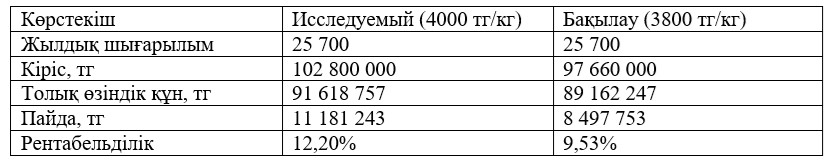 Көрстекіш Исследуемый (4000 тг/кг) Бақылау (3800 тг/кг)
Жылдық шығарылым 25 700 25 700
Кіріс, тг 102 800 000 97 660 000
Толық өзіндік құн, тг 91 618 757 89 162 247
Пайда, тг 11 181 243 8 497 753
Рентабельділік 12,20% 9,53%